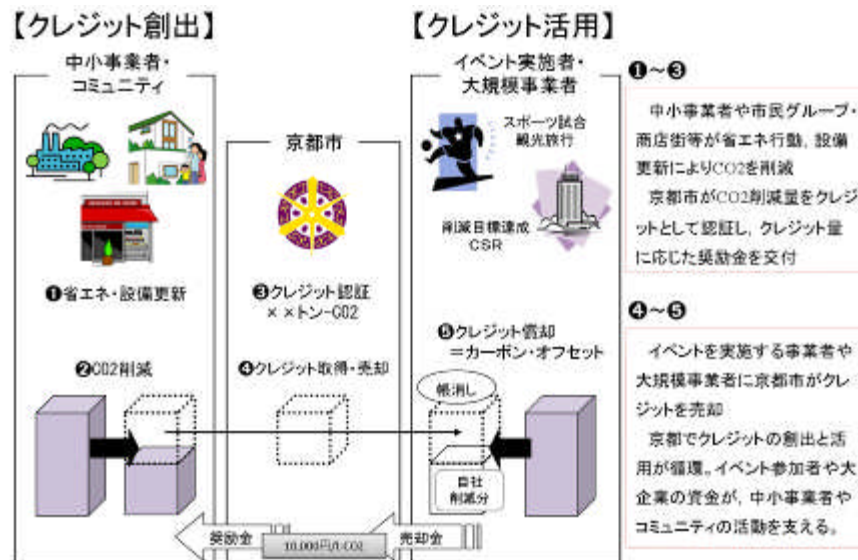 【クレジット創出】
【クレジット活用】
中小事業者・
コミュニティ
京都市
イベント実施者・
大規模事業者
スポーツ試合
観光旅行
削減目標達成
CSR
❶省エネ・設備更新
❸クレジット認証
××トン-CO2
❺クレジット償却
＝カーボン・オフセット
❷CO2削減
❹クレジット取得・売却
帳消し
自社
削減分
奨励金
10,000円/t-CO2
売却金
❶～❸
中小事業者や市民グループ・
商店街等が省エネ行動，設備
更新によりCO2を削減
京都市がCO2削減量をクレジ
ットとして認証し，クレジット量
に応じた奨励金を交付
❹～❺
イベントを実施する事業者や
大規模事業者に京都市がクレ
ジットを売却
京都でクレジットの創出と活
用が循環。イベント参加者や大
企業の資金が，中小事業者や
コミュニティの活動を支える。